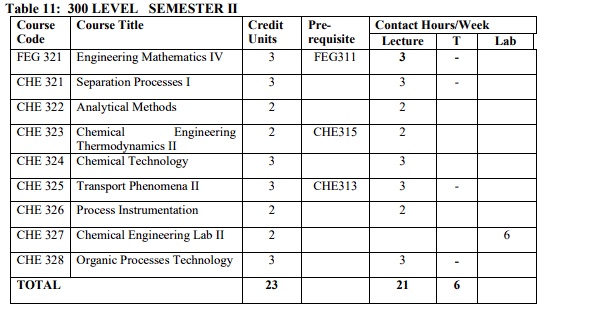 Table 11: 300 LEVEL SEMESTER II
Course Code Course Title Credit Units Pre-requisite Contact Hours/Week
Lecture T Lab
FEG 321 Engineering Mathematics IV 3 FEG311 3 -
CHE 321 Separation Processes I 3 3 -
CHE 322 Analytical Methods 2 2
CHE 323 Chemical Engineering Thermodynamics II 2 CHE315 2
CHE 324 Chemical Technology 3 3
CHE 325 Transport Phenomena II 3 CHE313 3 -
CHE 326 Process Instrumentation 2 2
CHE 327 Chemical Engineering Lab II 2 6
CHE 328 Organic Processes Technology 3 3 -
TOTAL 23 21 6